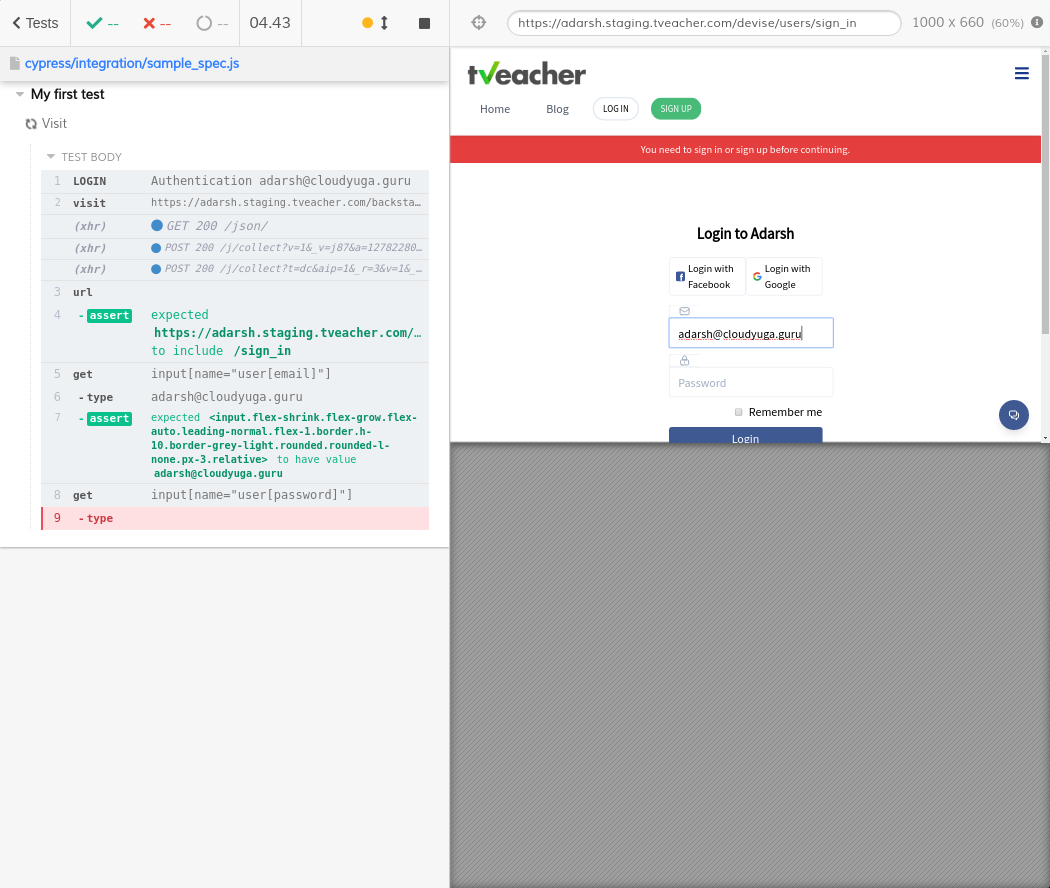 Tests
--
--
--
04.43
https://adarsh.staging.tveacher.com/devise/users/sign_in
1000 x 660 (60%)
cypress/integration/sample_spec.js
My first test
Visit
TEST BODY
1 LOGIN Authentication adarsh@cloudyuga.guru
2 visit https://adarsh.staging.tveacher.com/backsta…
(xhr) GET 200 /json/
(xhr) POST 200 /j/collect?v=1&_v=j87&a=12782280…
(xhr) POST 200 /j/collect?t=dc&aip=1&_r=3&v=1&_…
3 url
4 - assert expected
https://adarsh.staging.tveacher.com/…
to include /sign_in
5 get input[name="user[email]"]
6 - type adarsh@cloudyuga.guru
7 - assert expected <input.flex-shrink.flex-grow.flex-
auto.leading-normal.flex-1.border.h-
10.border-grey-light.rounded.rounded-l-
none.px-3.relative> to have value
adarsh@cloudyuga.guru
8 get input[name="user[password]"]
9 - type
tveacher
Home Blog LOG IN SIGN UP
You need to sign in or sign up before continuing.
Login to Adarsh
Login with
Facebook
Login with
Google
adarsh@cloudyuga.guru
Password
Remember me
Login